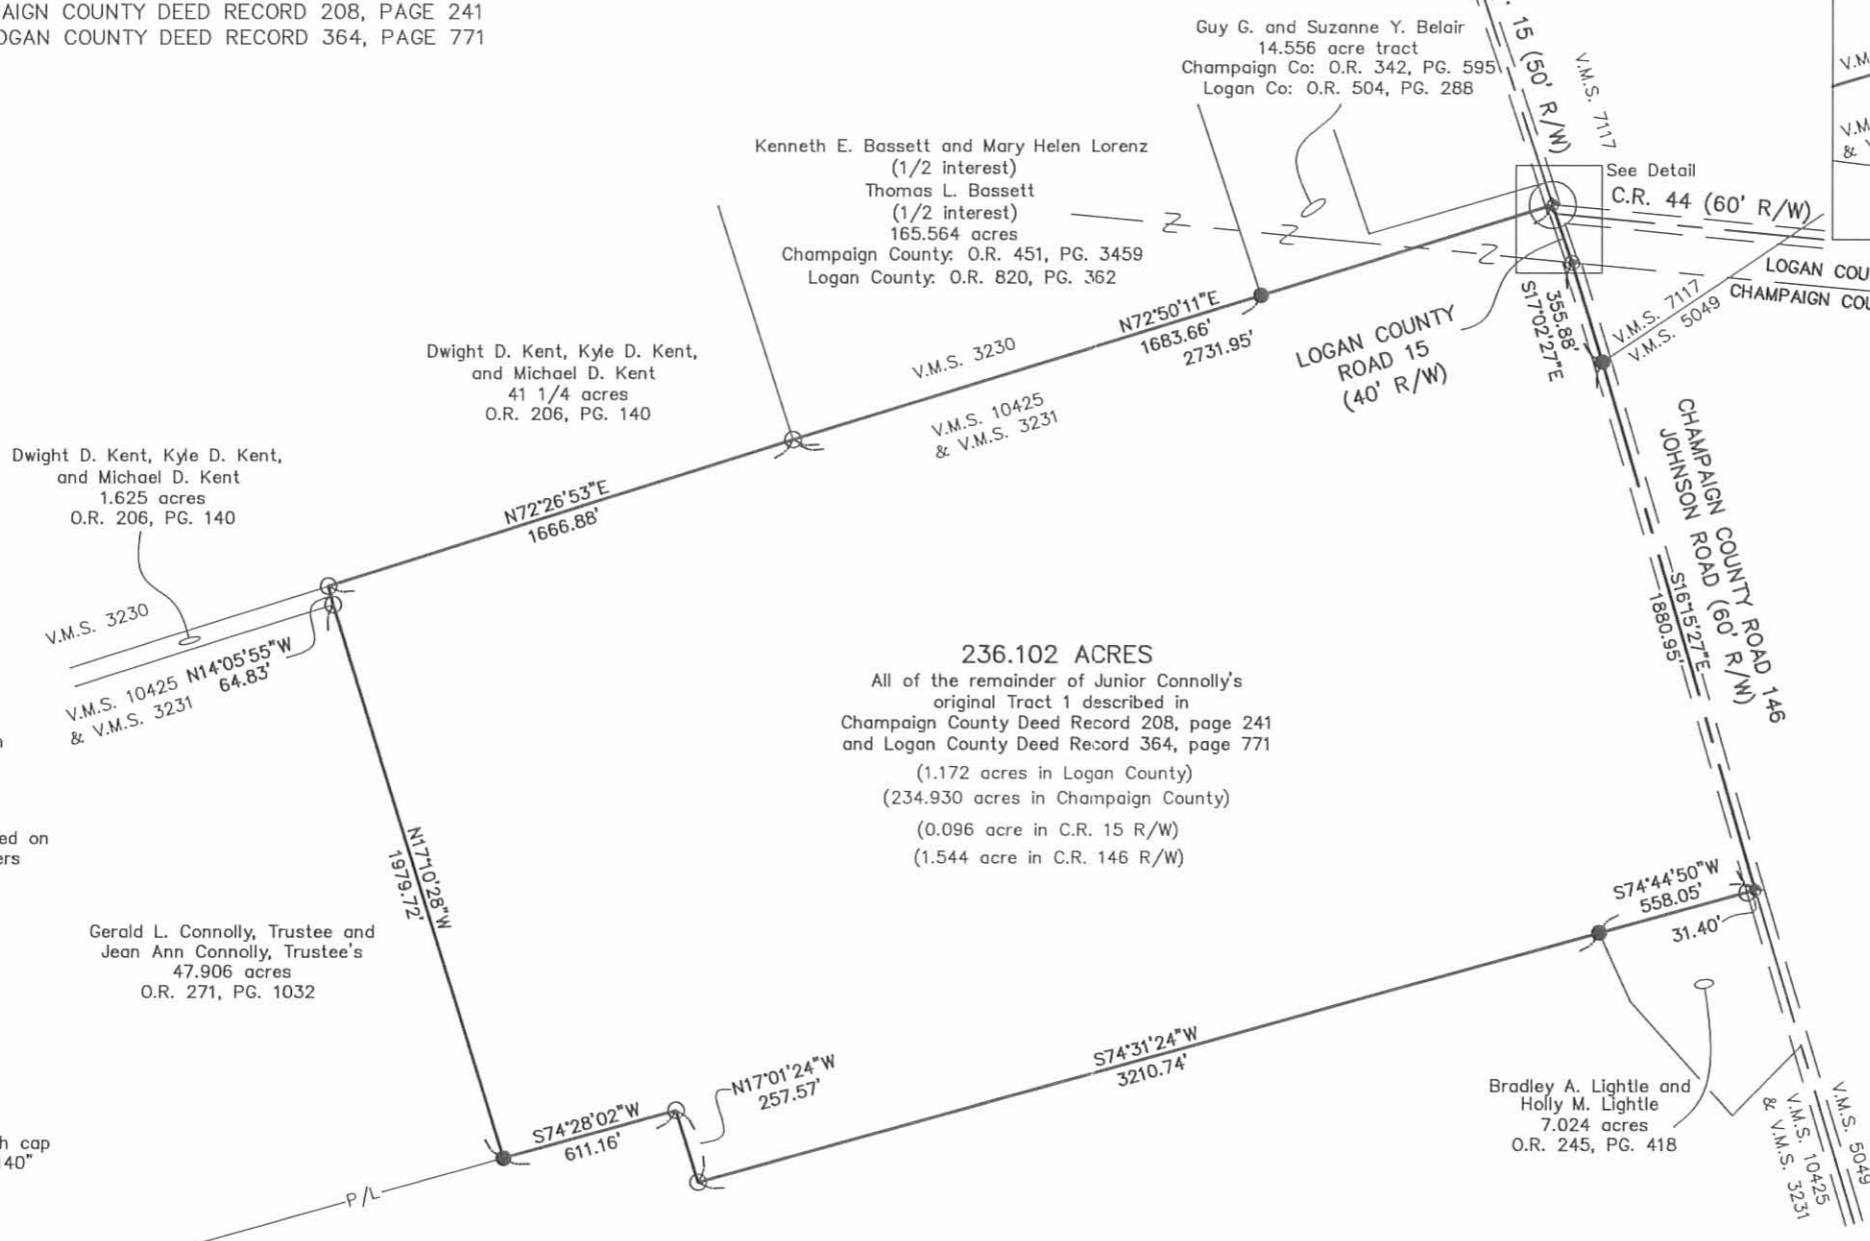 AIGN COUNTY DEED RECORD 208, PAGE 241
OGAN COUNTY DEED RECORD 364, PAGE 771
Guy G. and Suzanne Y. Belair
14.556 acre tract
Champaign Co: O.R. 342, PG. 595
Logan Co: O.R. 504, PG. 288
15 (50' R/W)
V.M.S. 7117
V.M
V.M
&
See Detail
C.R. 44 (60' R/W)
LOGAN COU
CHAMPAIGN COU
V.M.S. 7117
V.M.S. 5049
Kenneth E. Bassett and Mary Helen Lorenz
(1/2 interest)
Thomas L. Bassett
(1/2 interest)
165.564 acres
Champaign County: O.R. 451, PG. 3459
Logan County: O.R. 820, PG. 362
Z
Z
Z
N72°50'11"E
1683.66'
2731.95'
LOGAN COUNTY
ROAD 15
(40' R/W)
355.88'
S17°02'27"E
Dwight D. Kent, Kyle D. Kent,
and Michael D. Kent
41 1/4 acres
O.R. 206, PG. 140
V.M.S. 3230
V.M.S. 10425
& V.M.S. 3231
Dwight D. Kent, Kyle D. Kent,
and Michael D. Kent
1.625 acres
O.R. 206, PG. 140
N72°26'53"E
1666.88'
CHAMPAIGN COUNTY ROAD 146
JOHNSON ROAD (60' R/W)
S16°15'27"E
1880.95'
V.M.S. 3230
N14°05'55"W
64.83'
V.M.S. 10425
& V.M.S. 3231
236.102 ACRES
All of the remainder of Junior Connolly's
original Tract 1 described in
Champaign County Deed Record 208, page 241
and Logan County Deed Record 364, page 771
(1.172 acres in Logan County)
(234.930 acres in Champaign County)
(0.096 acre in C.R. 15 R/W)
(1.544 acre in C.R. 146 R/W)
ed on
ers
N17°10'28"W
1979.72'
Gerald L. Connolly, Trustee and
Jean Ann Connolly, Trustee's
47.906 acres
O.R. 271, PG. 1032
S74°44'50"W
558.05'
31.40'
S74°31'24"W
3210.74'
N17°01'24"W
257.57'
S74°28'02"W
611.16'
Bradley A. Lightle and
Holly M. Lightle
7.024 acres
O.R. 245, PG. 418
V.M.S. 5049
V.M.S. 10425
& V.M.S. 3231
h cap
40"
P/L